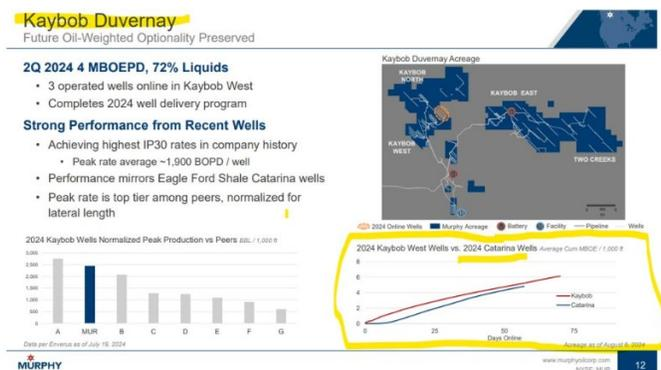 Kaybob Duvernay
Future Oil-Weighted Optionality Preserved
2Q 2024 4 MBOEPD, 72% Liquids
• 3 operated wells online in Kaybob West
• Completes 2024 well delivery program
Strong Performance from Recent Wells
• Achieving highest IP30 rates in company history
• Peak rate average ~1,900 BOPD / well
• Performance mirrors Eagle Ford Shale Catarina wells
• Peak rate is top tier among peers, normalized for
lateral length
Kaybob Duvernay Acreage
KAYBOB
NORTH
KAYBOB EAST
KAYBOB
WEST
TWO CREEKS
2024 Online Wells Murphy Acreage Battery Facility Pipeline Wells
2024 Kaybob Wells Normalized Peak Production vs Peers BBL / 1,000 ft
3,000
2,500
2,000
1,500
1,000
500
0
A MUR B C D E F G
Data per Enverus as of July 19, 2024
2024 Kaybob West Wells vs. 2024 Catarina Wells Average Cum MBOE / 1,000 ft
8
6
4
2
0
0 25 50 75
Days Online
Kaybob
Catarina
Acreage as of August 6, 2024
MURPHY
www.murphyoilcorp.com
NYSE: MUR
12